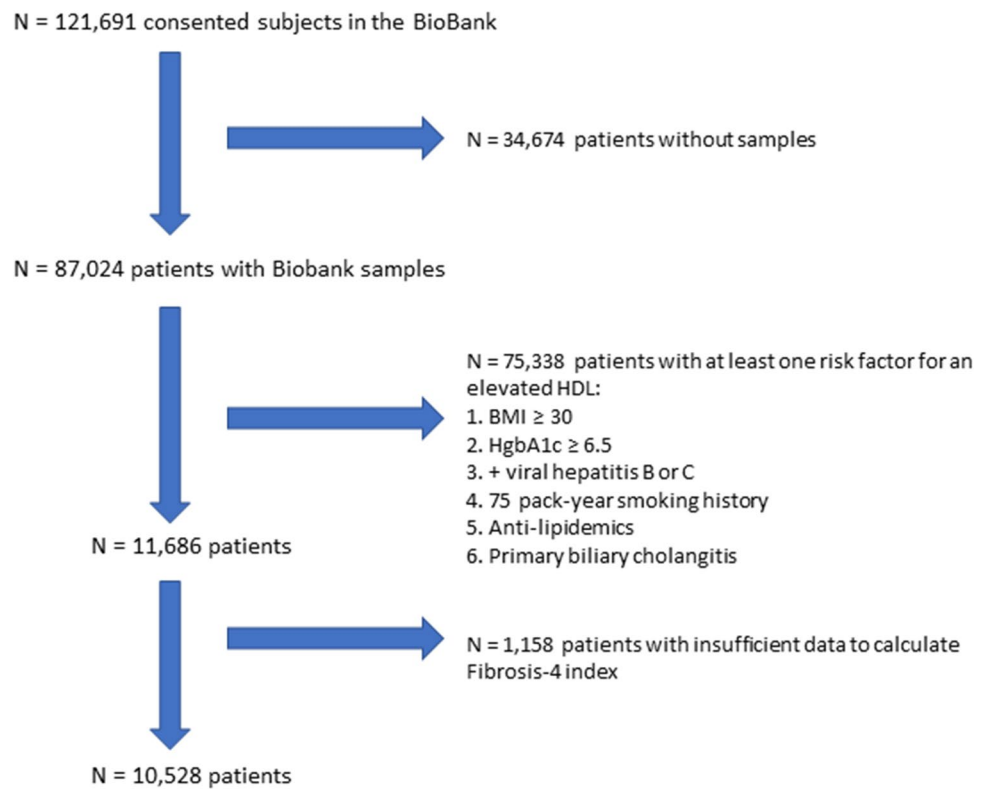 N = 121,691 consented subjects in the BioBank
N = 34,674 patients without samples
N = 87,024 patients with Biobank samples
N = 75,338 patients with at least one risk factor for an
elevated HDL:
1. BMI ≥ 30
2. HgbA1c ≥ 6.5
3. + viral hepatitis B or C
4. 75 pack-year smoking history
5. Anti-lipidemics
6. Primary biliary cholangitis
N = 11,686 patients
N = 1,158 patients with insufficient data to calculate
Fibrosis-4 index
N = 10,528 patients